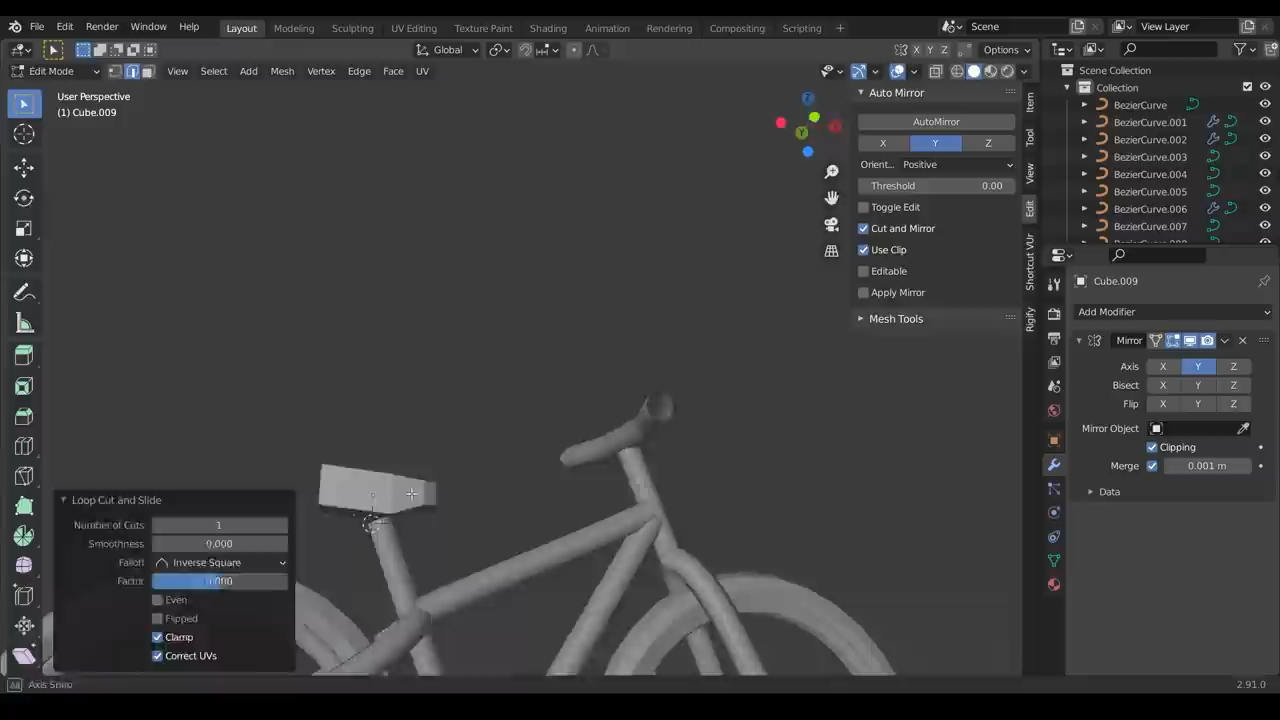 File Edit Render Window Help Layout Modeling Sculpting UV Editing Texture Paint Shading Animation Rendering Compositing Scripting + Scene View Layer
Global X Y Z Options
Edit Mode View Select Add Mesh Vertex Edge Face UV
User Perspective
(1) Cube.009
Z
Y
Auto Mirror
AutoMirror
X Y Z
Orient... Positive
Threshold 0.00
Toggle Edit
Cut and Mirror
Use Clip
Editable
Apply Mirror
Mesh Tools
Item
Tool
View
Edit
Shortcut VUr
Rigify
Scene Collection
Collection
BezierCurve
BezierCurve.001
BezierCurve.002
BezierCurve.003
BezierCurve.004
BezierCurve.005
BezierCurve.006
BezierCurve.007
Cube.009
Add Modifier
Mirror
Axis X Y Z
Bisect X Y Z
Flip X Y Z
Mirror Object
Clipping
Merge 0.001 m
Data
Loop Cut and Slide
Number of Cuts 1
Smoothness 0.000
Falloff Inverse Square
Factor 0.000
Even
Flipped
Clamp
Correct UVs
Axis Snap
2.91.0